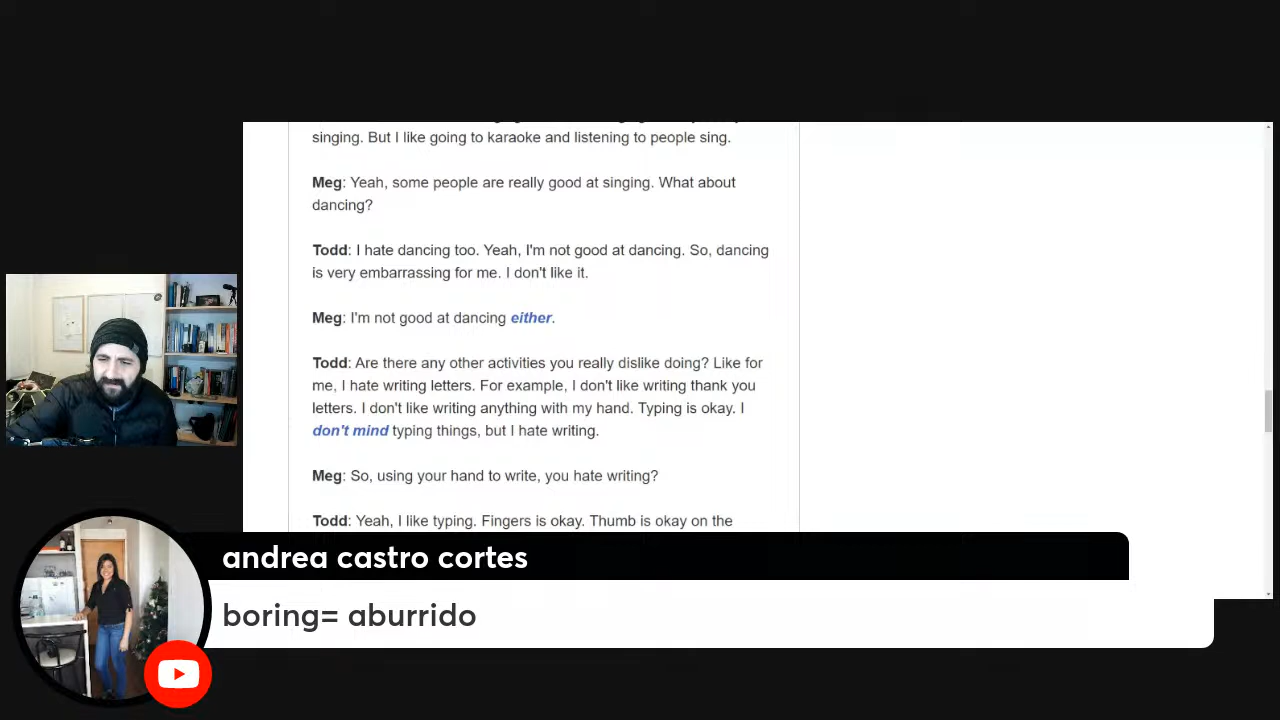 singing. But I like going to karaoke and listening to people sing.
Meg: Yeah, some people are really good at singing. What about
dancing?
Todd: I hate dancing too. Yeah, I'm not good at dancing. So, dancing
is very embarrassing for me. I don't like it.
Meg: I'm not good at dancing either.
Todd: Are there any other activities you really dislike doing? Like for
me, I hate writing letters. For example, I don't like writing thank you
letters. I don't like writing anything with my hand. Typing is okay. I
don't mind typing things, but I hate writing.
Meg: So, using your hand to write, you hate writing?
Todd: Yeah, I like typing. Fingers is okay. Thumb is okay on the
andrea castro cortes
boring= aburrido